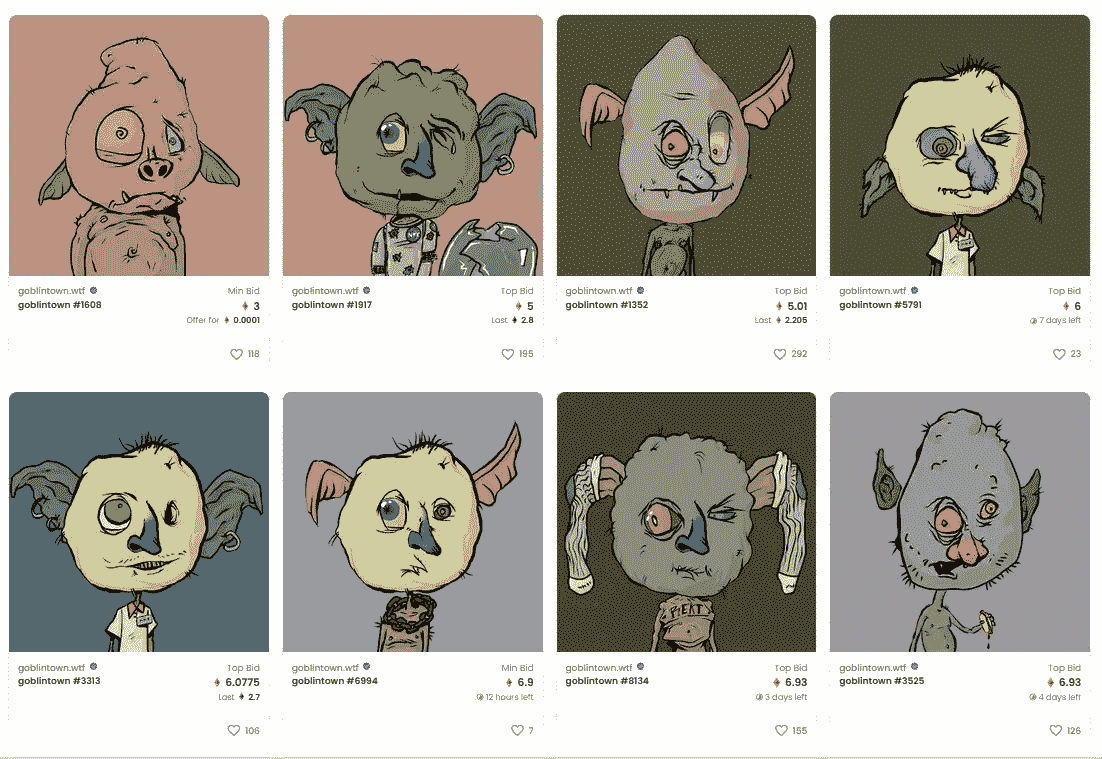 goblintown.wtf Min Bid
goblintown #1608 3
Offer for 0.0001
118
goblintown.wtf Top Bid
goblintown #1917 5
Last 2.8
195
goblintown.wtf Top Bid
goblintown #1352 5.01
Last 2.205
292
goblintown.wtf Top Bid
goblintown #5791 6
7 days left
23
goblintown.wtf Top Bid
goblintown #3313 6.0775
Last 2.7
106
goblintown.wtf Min Bid
goblintown #6994 6.9
12 hours left
7
goblintown.wtf Top Bid
goblintown #8134 6.93
3 days left
155
goblintown.wtf Top Bid
goblintown #3525 6.93
4 days left
126